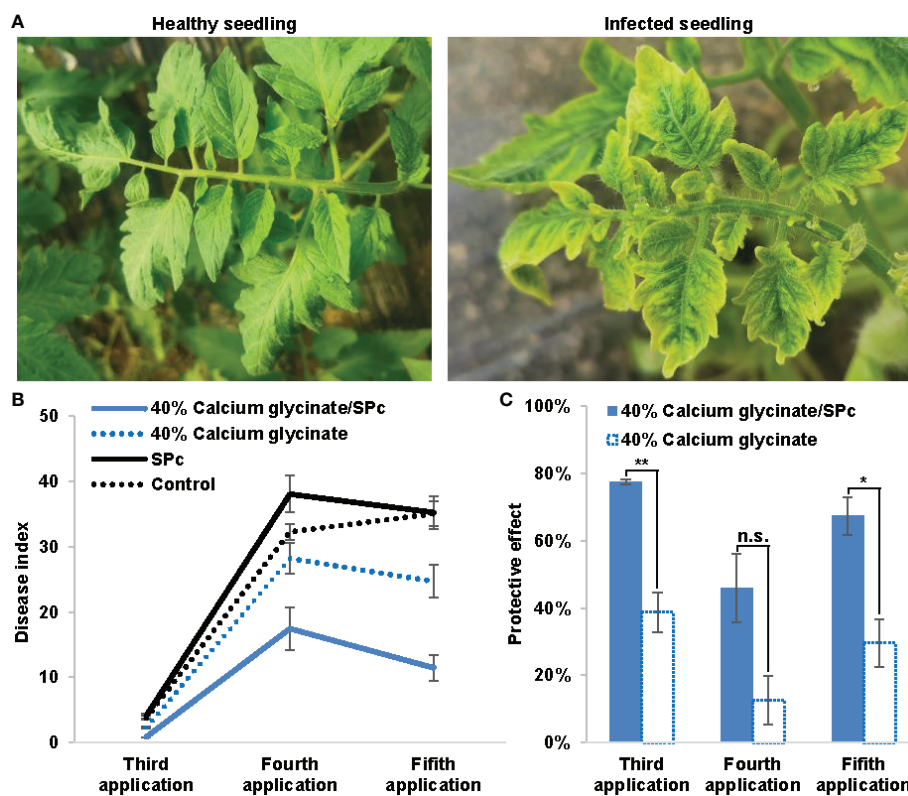 A
Healthy seedling
Infected seedling
B
50
40
30
20
10
0
Disease index
40% Calcium glycinate/SPc
40% Calcium glycinate
SPc
Control
Third
application
Fourth
application
Fifith
application
C
100%
80%
60%
40%
20%
0%
Protective effect
40% Calcium glycinate/SPc
40% Calcium glycinate
**
n.s.
*
Third
application
Fourth
application
Fifith
application